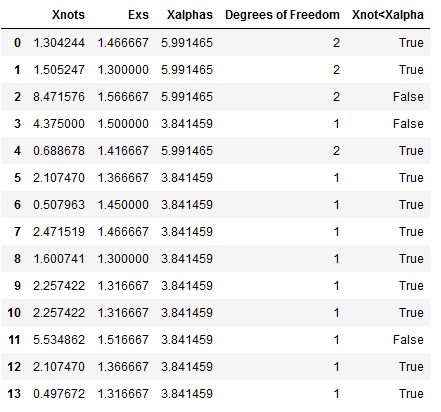 Xnots Exs Xalphas Degrees of Freedom Xnot<Xalpha
0 1.304244 1.466667 5.991465 2 True
1 1.505247 1.300000 5.991465 2 True
2 8.471576 1.566667 5.991465 2 False
3 4.375000 1.500000 3.841459 1 False
4 0.688678 1.416667 5.991465 2 True
5 2.107470 1.366667 3.841459 1 True
6 0.507963 1.450000 3.841459 1 True
7 2.471519 1.466667 3.841459 1 True
8 1.600741 1.300000 3.841459 1 True
9 2.257422 1.316667 3.841459 1 True
10 2.257422 1.316667 3.841459 1 True
11 5.534862 1.516667 3.841459 1 False
12 2.107470 1.366667 3.841459 1 True
13 0.497672 1.316667 3.841459 1 True